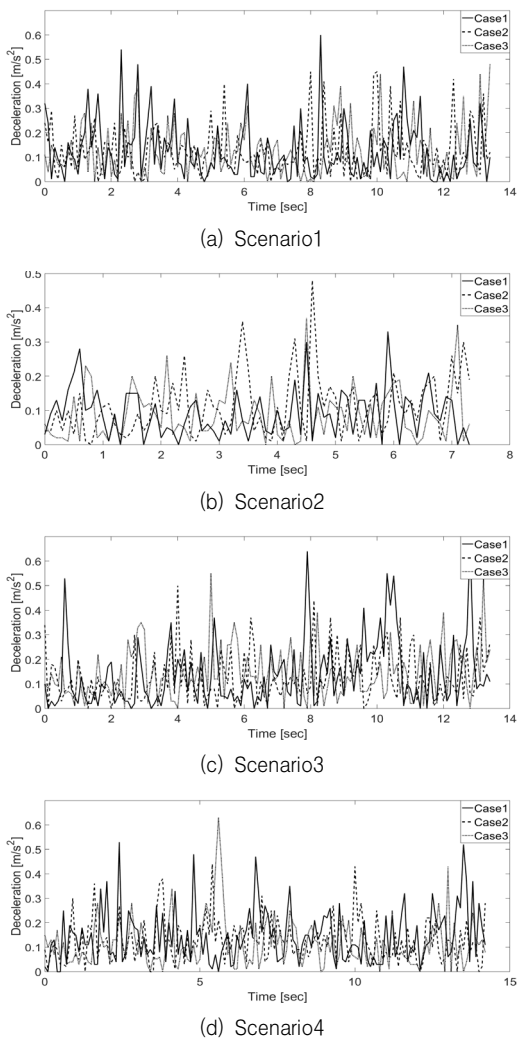 Case1
Case2
Case3
0.6
0.5
0.4
0.3
0.2
0.1
0
Deceleration [m/s²]
0 2 4 6 8 10 12 14
Time [sec]
(a) Scenario1
Case1
Case2
Case3
0.5
0.4
0.3
0.2
0.1
0
Deceleration [m/s²]
0 1 2 3 4 5 5 6 7 8
Time [sec]
(b) Scenario2
Case1
Case2
Case3
0.6
0.5
0.4
0.3
0.2
0.1
0
Deceleration [m/s²]
0 2 4 6 8 10 12 14
Time [sec]
(c) Scenario3
Case1
Case2
Case3
0.6
0.5
0.4
0.3
0.2
0.1
0
Deceleration [m/s²]
0 5 10 15
Time [sec]
(d) Scenario4